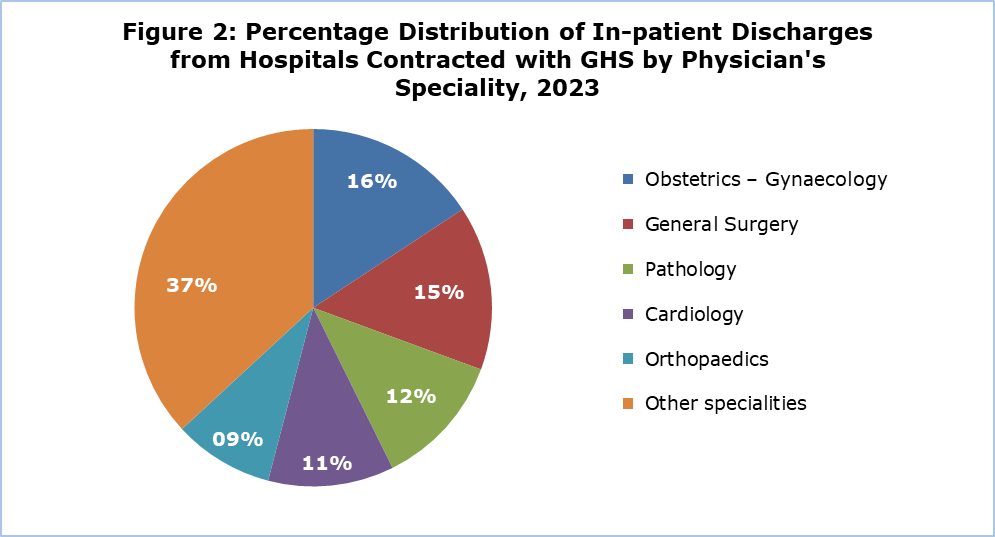 Figure 2: Percentage Distribution of In-patient Discharges
from Hospitals Contracted with GHS by Physician's
Speciality, 2023
16%
15%
12%
11%
09%
37%
Obstetrics – Gynaecology
General Surgery
Pathology
Cardiology
Orthopaedics
Other specialities